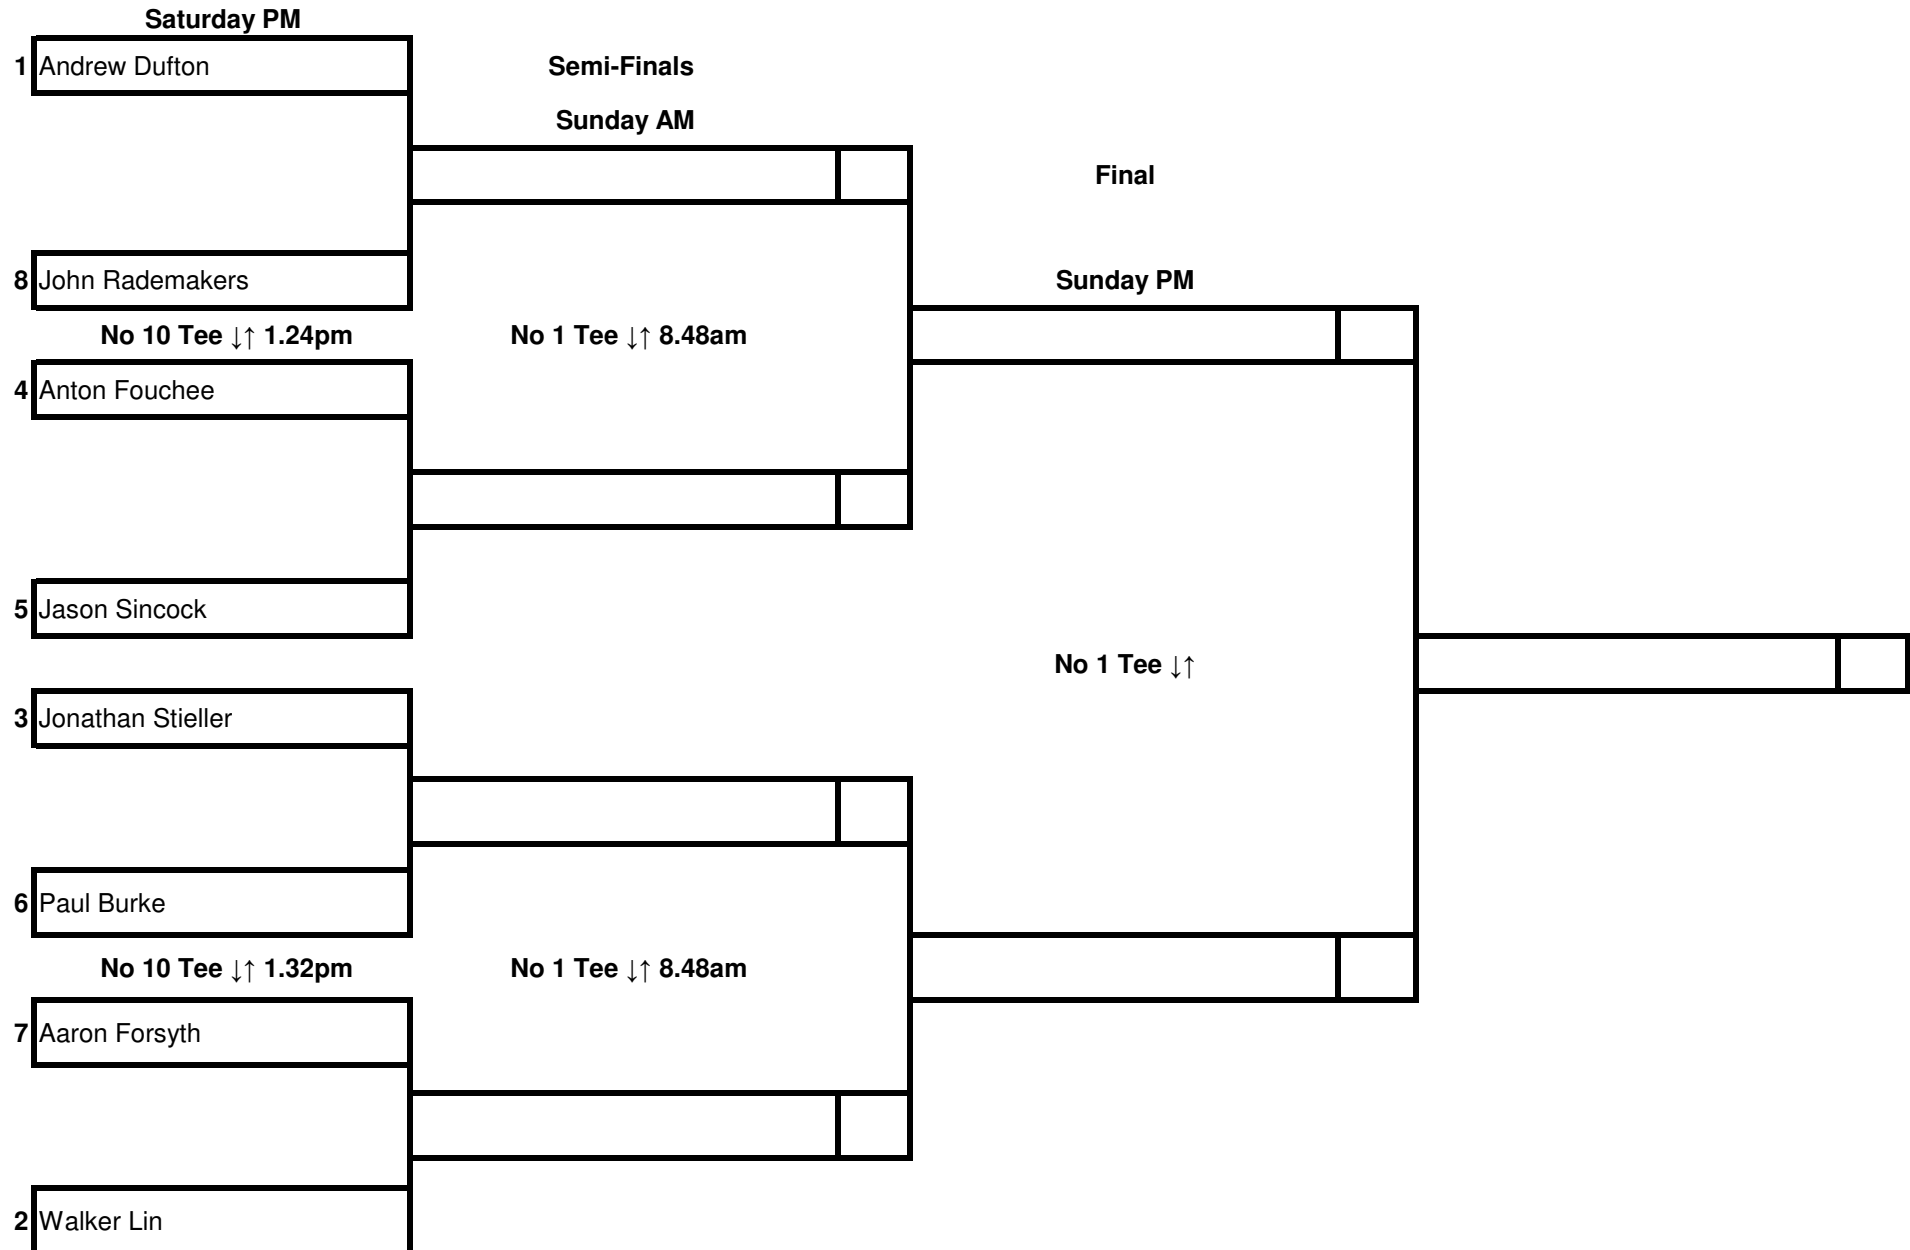 Saturday PM
1 Andrew Dufton
Semi-Finals
Sunday AM
Final
8 John Rademakers
Sunday PM
No 10 Tee ↓↑ 1.24pm
No 1 Tee ↓↑ 8.48am
4 Anton Fouchee
5 Jason Sincock
No 1 Tee ↓↑
3 Jonathan Stieller
6 Paul Burke
No 10 Tee ↓↑ 1.32pm
No 1 Tee ↓↑ 8.48am
7 Aaron Forsyth
2 Walker Lin